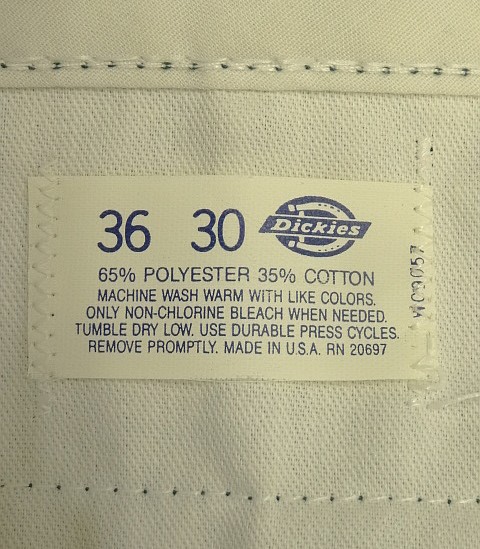 36 30 Dickies
65% POLYESTER 35% COTTON
MACHINE WASH WARM WITH LIKE COLORS.
ONLY NON-CHLORINE BLEACH WHEN NEEDED.
TUMBLE DRY LOW. USE DURABLE PRESS CYCLES.
REMOVE PROMPTLY. MADE IN U.S.A. RN 20697